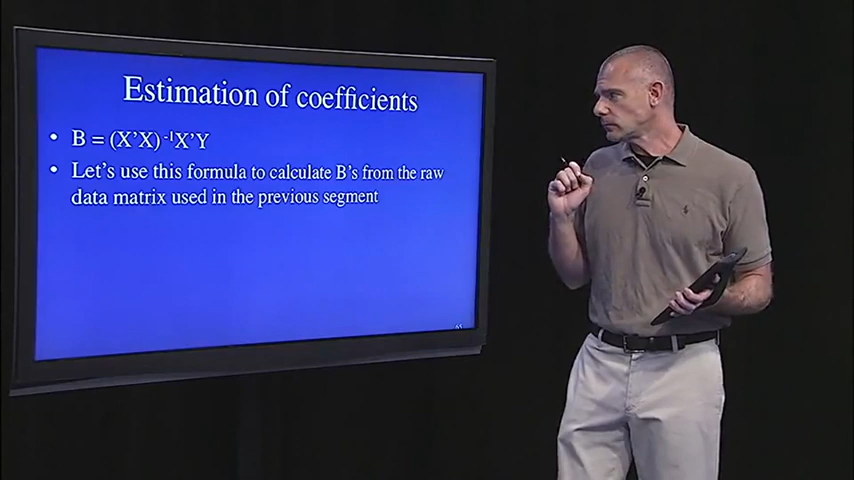 Estimation of coefficients
• B = (X’X) -1X’Y
• Let’s use this formula to calculate B’s from the raw
data matrix used in the previous segment
65